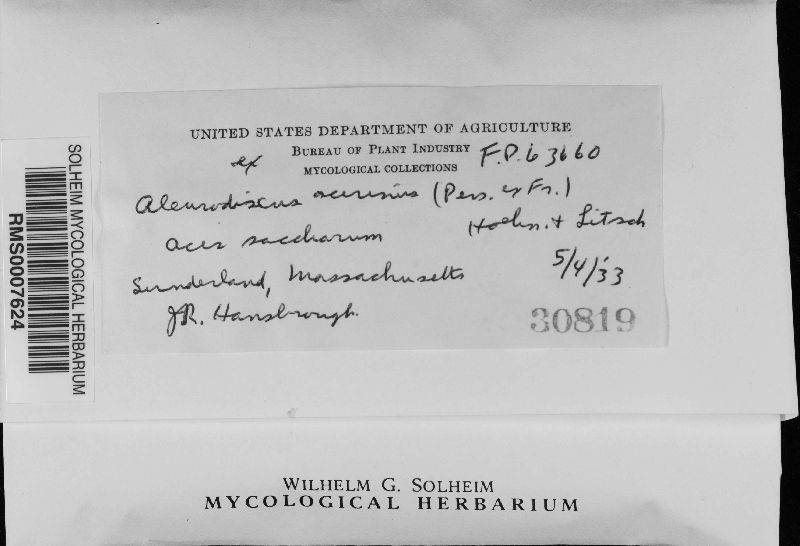 SOLHEIM MYCOLOGICAL HERBARIUM
RMS0007624
UNITED STATES DEPARTMENT OF AGRICULTURE
BUREAU OF PLANT INDUSTRY
ex MYCOLOGICAL COLLECTIONS
F.P. 63660
Aleurodiscus acerinus (Pers. ex Fr.)
Hoehn. + Litsch
Acer saccharum
Sunderland, Massachusetts
5/4/33
J.R. Hansbrough.
30819
WILHELM G. SOLHEIM
MYCOLOGICAL HERBARIUM